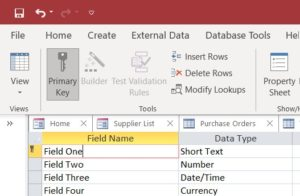 File Home Create External Data Database Tools H
View Primary Key Builder Test Validation Rules Insert Rows Delete Rows Modify Lookups Property Sheet
Views Tools
Home Supplier List Purchase Orders
Field Name Data Type
Field One Short Text
Field Two Number
Field Three Date/Time
Field Four Currency